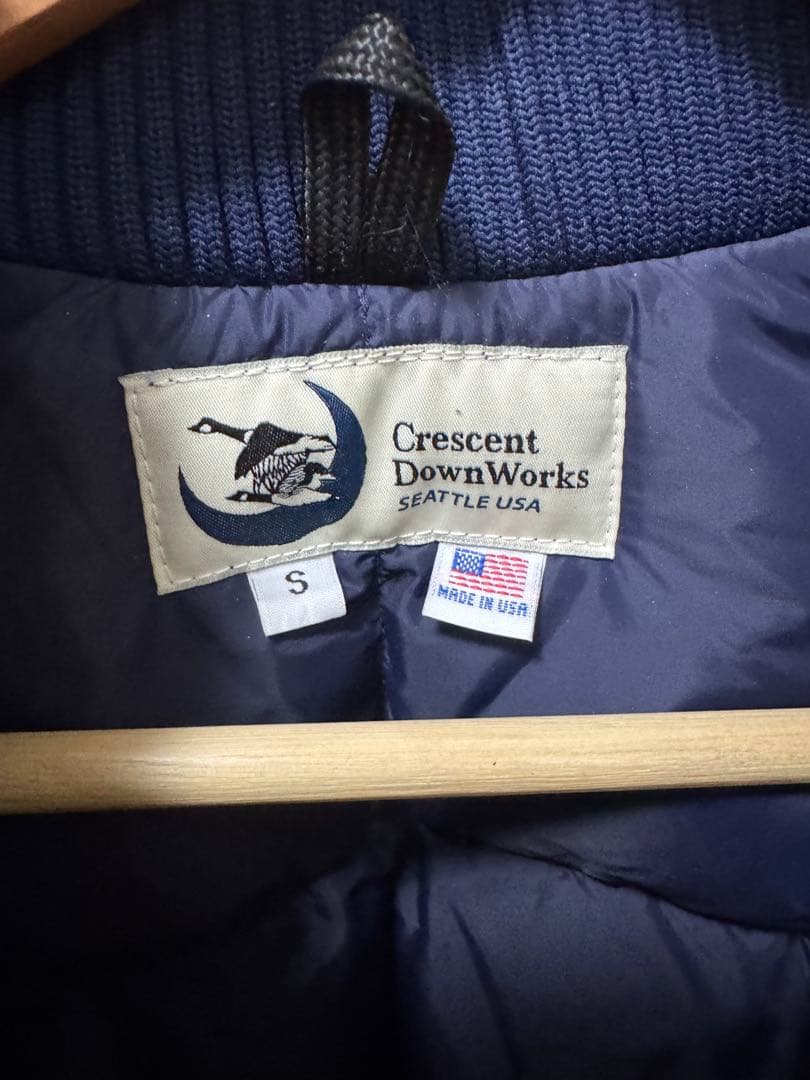 Crescent
DownWorks
SEATTLE USA
S
MADE IN USA